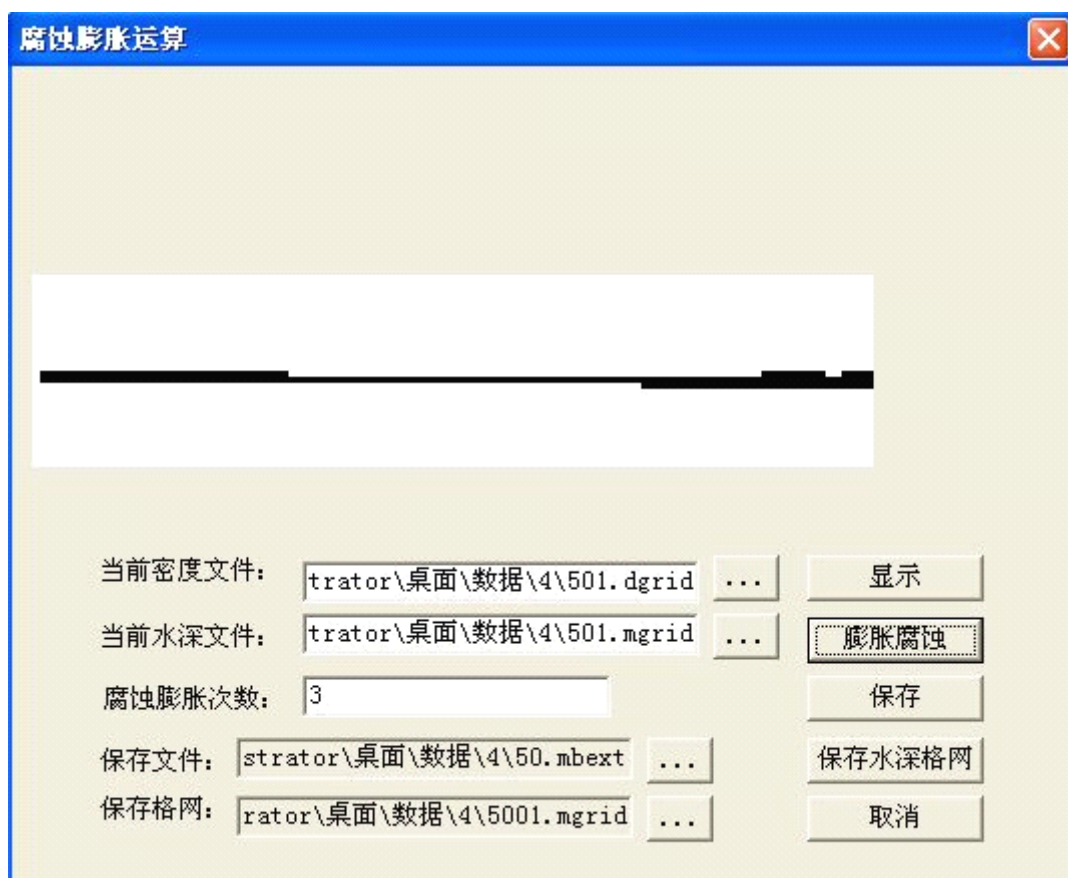 腐蚀膨胀运算
当前密度文件: trator\桌面\数据\4\501.dgrid ... 显示
当前水深文件: trator\桌面\数据\4\501.mgrid ... 膨胀腐蚀
腐蚀膨胀次数: 3 保存
保存文件: strator\桌面\数据\4\50.mbext ... 保存水深格网
保存格网: rator\桌面\数据\4\5001.mgrid ... 取消